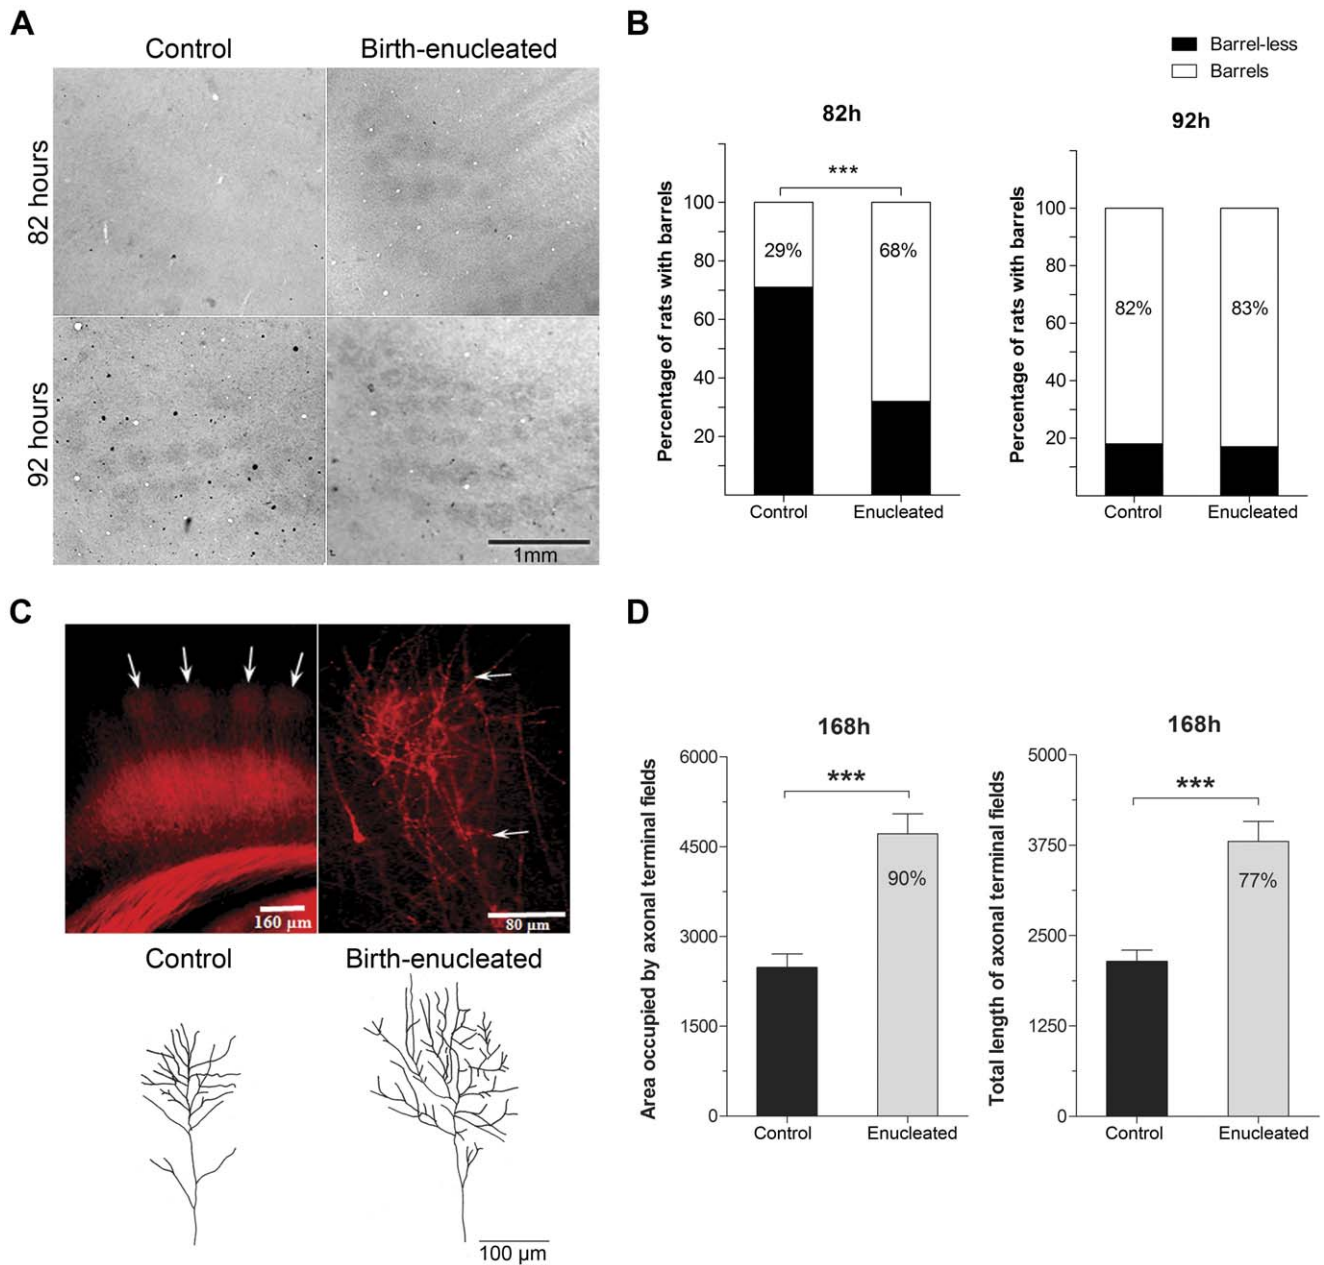 A
Control
Birth-enucleated
82 hours
92 hours
1mm
B
Barrel-less
Barrels
82h
***
Percentage of rats with barrels
100
80
60
40
20
29%
68%
Control
Enucleated
92h
Percentage of rats with barrels
100
80
60
40
20
82%
83%
Control
Enucleated
C
160 µm
80 µm
Control
Birth-enucleated
100 µm
D
168h
***
Area occupied by axonal terminal fields
6000
4500
3000
1500
0
90%
Control
Enucleated
168h
***
Total length of axonal terminal fields
5000
3750
2500
1250
0
77%
Control
Enucleated